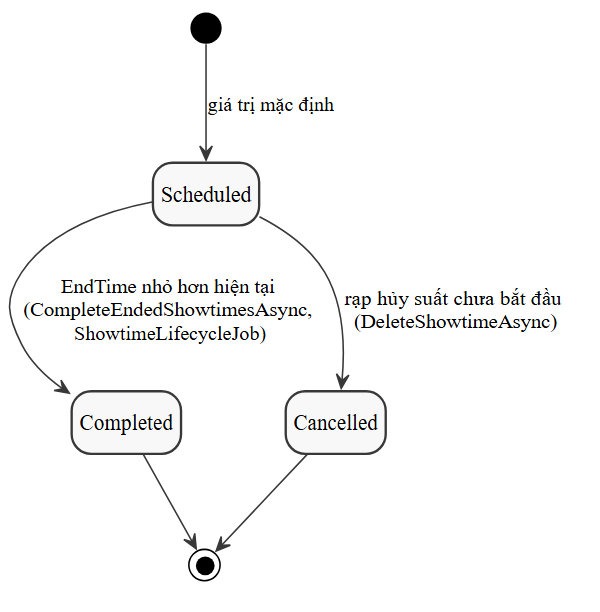 giá trị mặc định
Scheduled
EndTime nhỏ hơn hiện tại
(CompleteEndedShowtimesAsync,
ShowtimeLifecycleJob)
rạp hủy suất chưa bắt đầu
(DeleteShowtimeAsync)
Completed
Cancelled